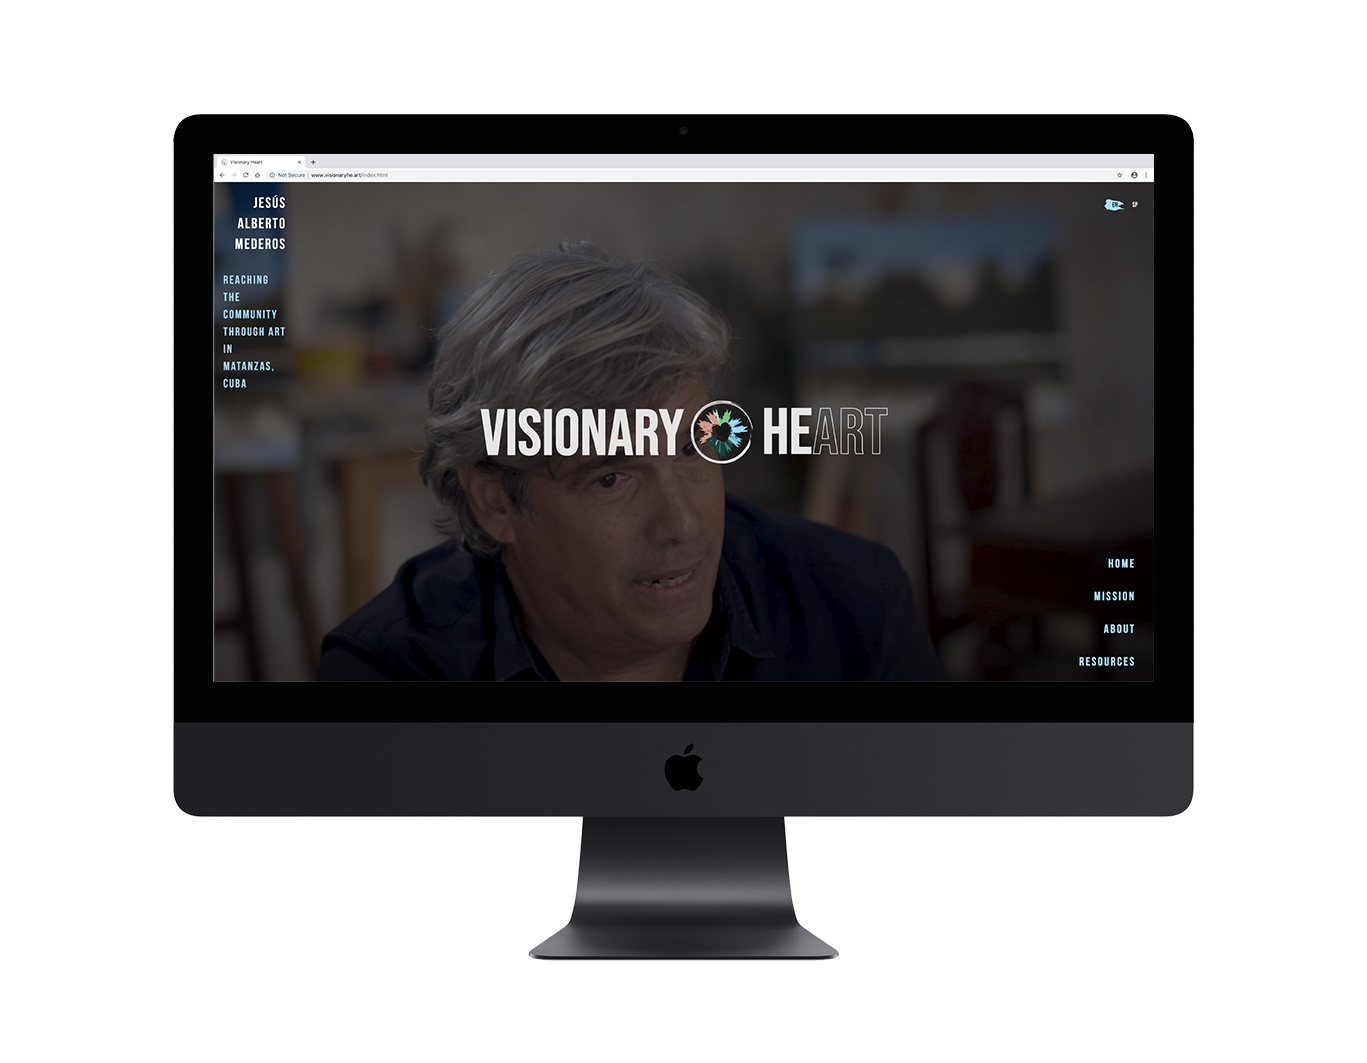 Visionary Heart
Not Secure | www.visionaryhe.art/index.html
JESÚS
ALBERTO
MEDEROS
EN SP
REACHING
THE
COMMUNITY
THROUGH ART
IN
MATANZAS,
CUBA
VISIONARY HEART
HOME
MISSION
ABOUT
RESOURCES